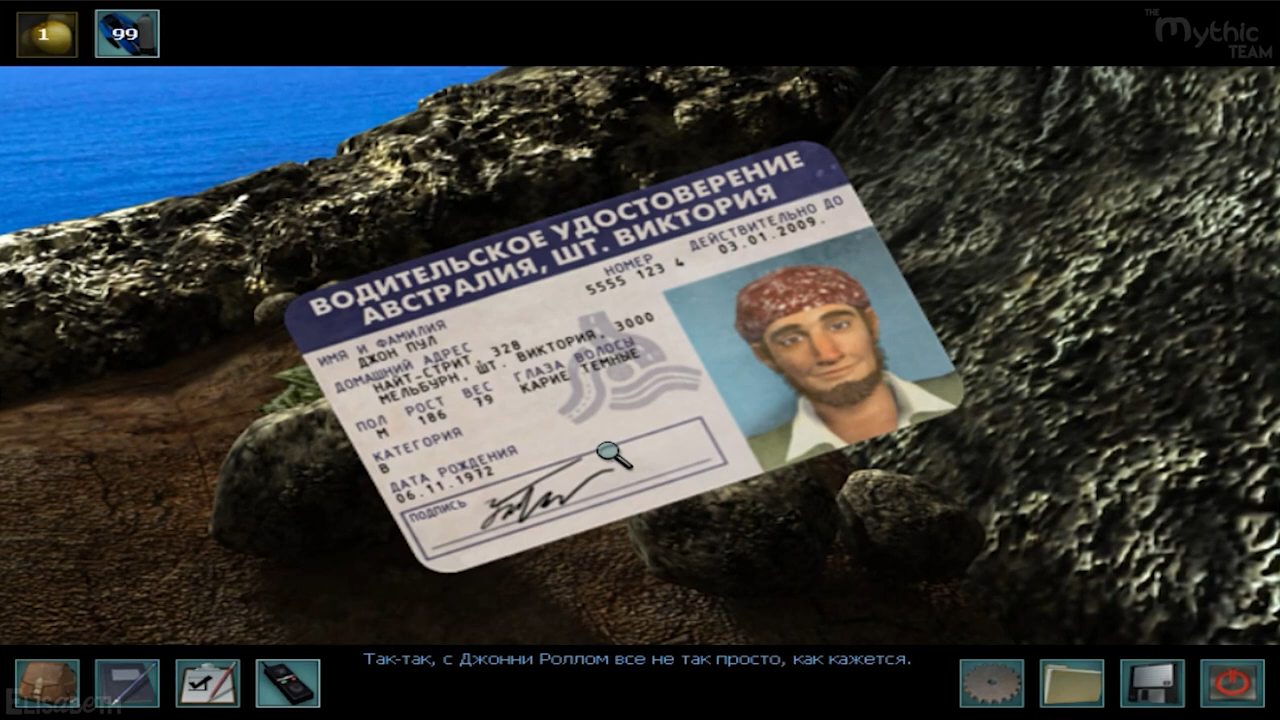 1
99
THE
Mythic
TEAM
ВОДИТЕЛЬСКОЕ УДОСТОВЕРЕНИЕ
АВСТРАЛИЯ, ШТ. ВИКТОРИЯ
НОМЕР ДЕЙСТВИТЕЛЬНО ДО
5555 123 4 03.01.2009.
ИМЯ И ФАМИЛИЯ
ДЖОН ПУЛ
ДОМАШНИЙ АДРЕС
НАЙТ-СТРИТ, 328
МЕЛЬБУРН, ШТ. ВИКТОРИЯ, 3000
ПОЛ РОСТ ВЕС ГЛАЗА ВОЛОСЫ
М 186 79 КАРИЕ ТЕМНЫЕ
КАТЕГОРИЯ
В
ДАТА РОЖДЕНИЯ
06.11.1972
ПОДПИСЬ
Так-так, с Джонни Роллом все не так просто, как кажется.
ELisabeTH